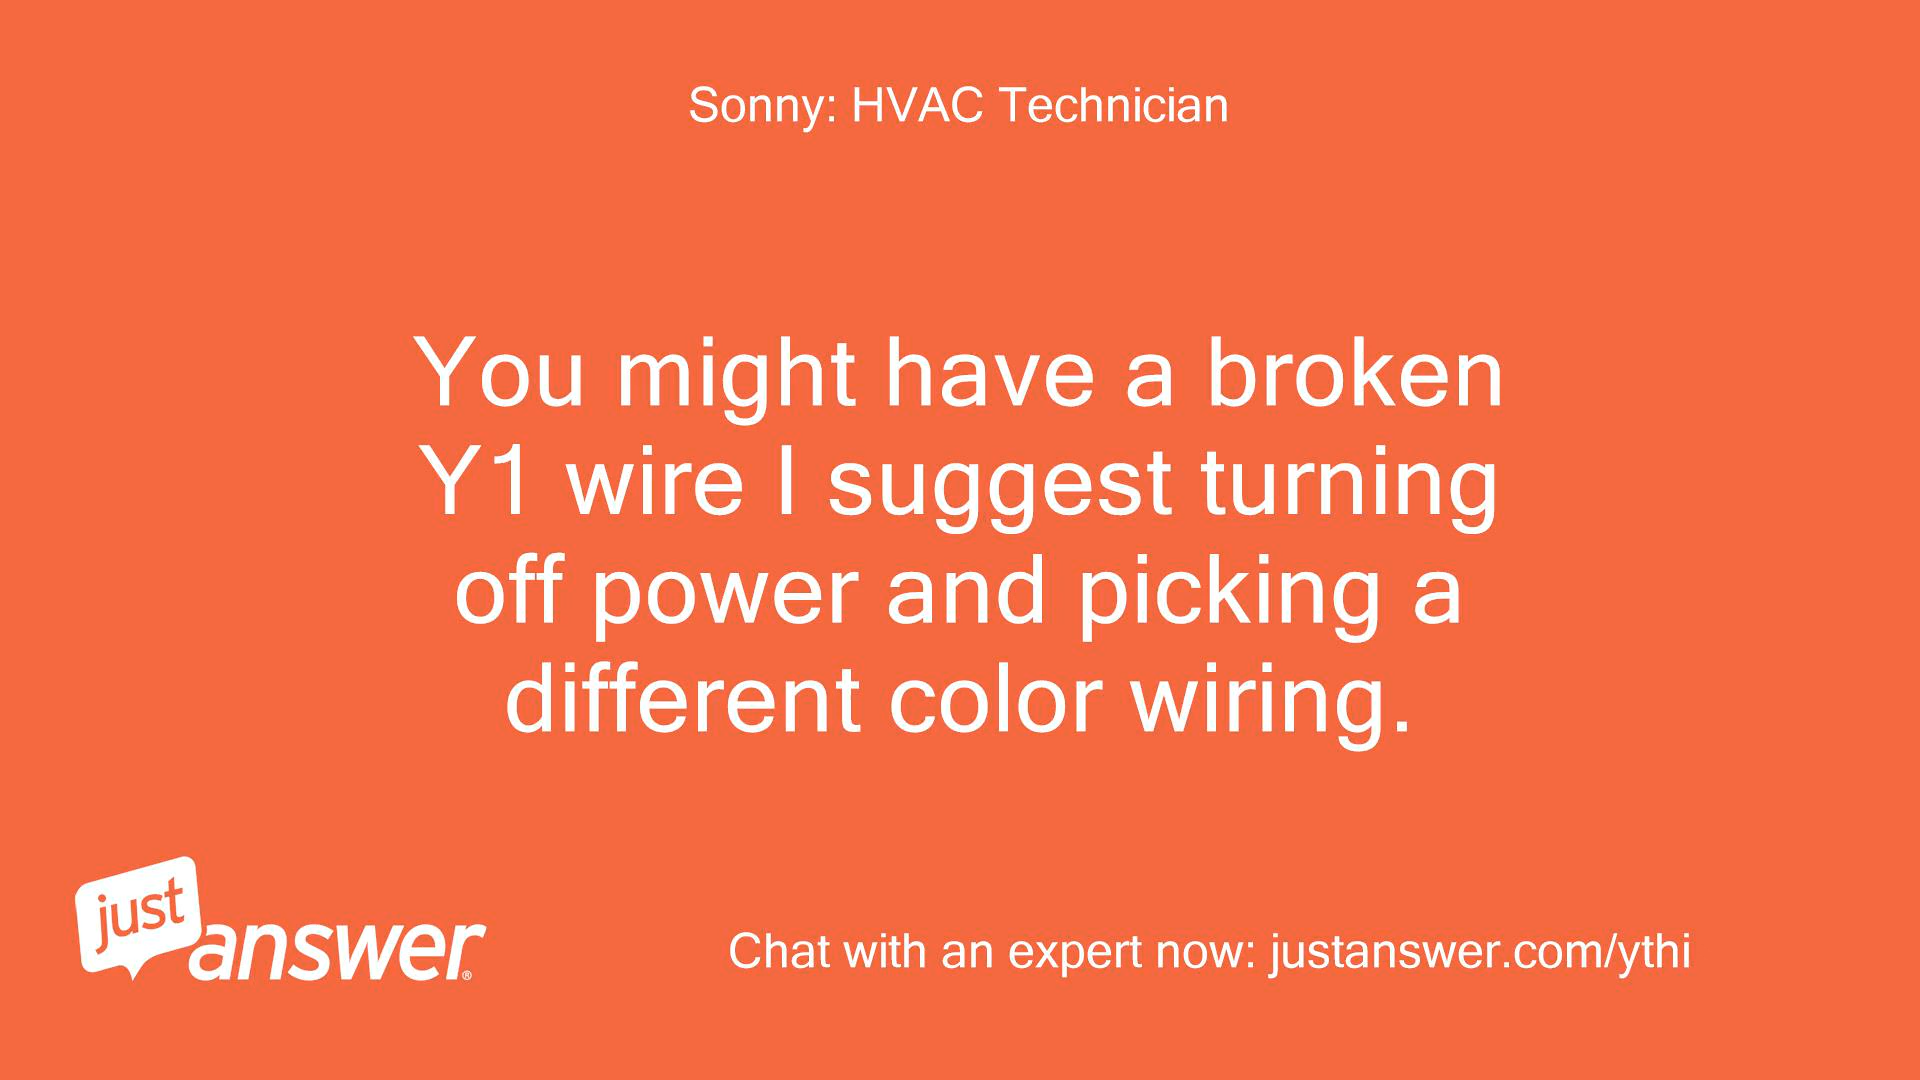 Sonny: HVAC Technician
You might have a broken
Y1 wire I suggest turning
off power and picking a
different color wiring.
just
answer®
Chat with an expert now: justanswer.com/ythi